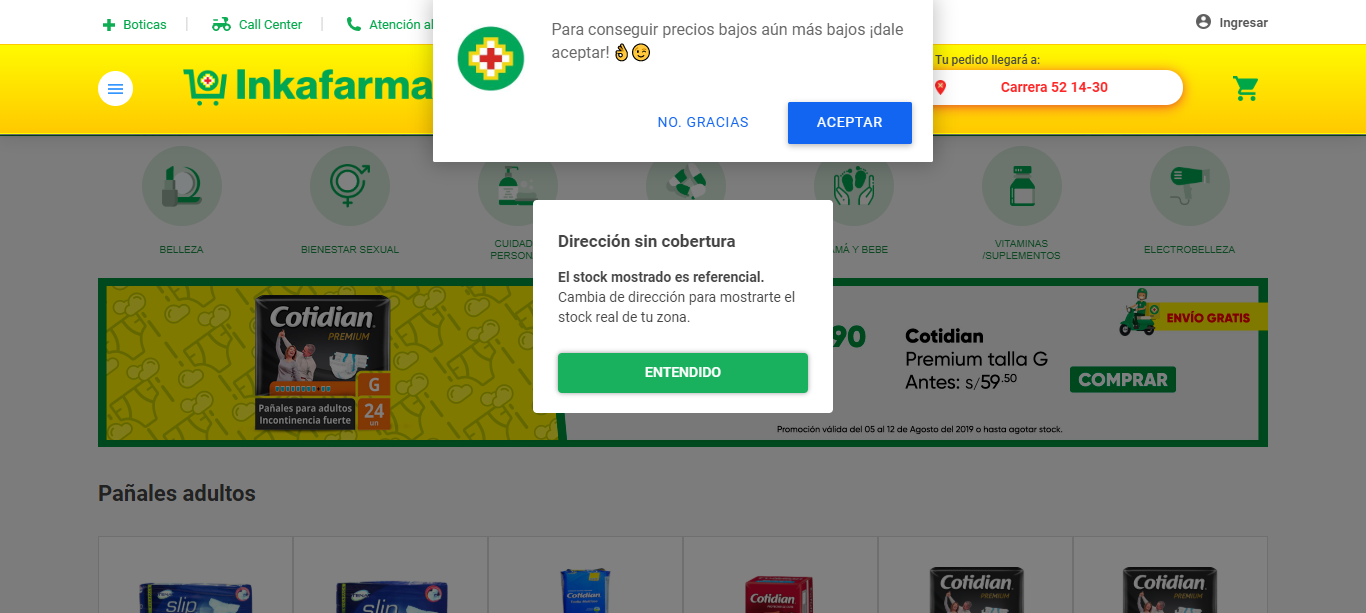 Boticas
Call Center
Atención al
Para conseguir precios bajos aún más bajos ¡dale
aceptar! 👌😉
NO. GRACIAS
ACEPTAR
Ingresar
Inkafarma
Tu pedido llegará a:
Carrera 52 14-30
BELLEZA
BIENESTAR SEXUAL
CUIDAD
PERSON
MÁ Y BEBE
VITAMINAS
/SUPLEMENTOS
ELECTROBELLEZA
Dirección sin cobertura
El stock mostrado es referencial.
Cambia de dirección para mostrarte el
stock real de tu zona.
ENTENDIDO
Cotidian
PREMIUM
G
24
un
Pañales para adultos
Incontinencia fuerte
90
Cotidian
Premium talla G
Antes: s/59.50
ENVÍO GRATIS
COMPRAR
Promoción válida del 05 al 12 de Agosto del 2019 o hasta agotar stock.
Pañales adultos
slip
slip
Cotidian
Cotidian
Cotidian
PREMIUM
Cotidian
PREMIUM